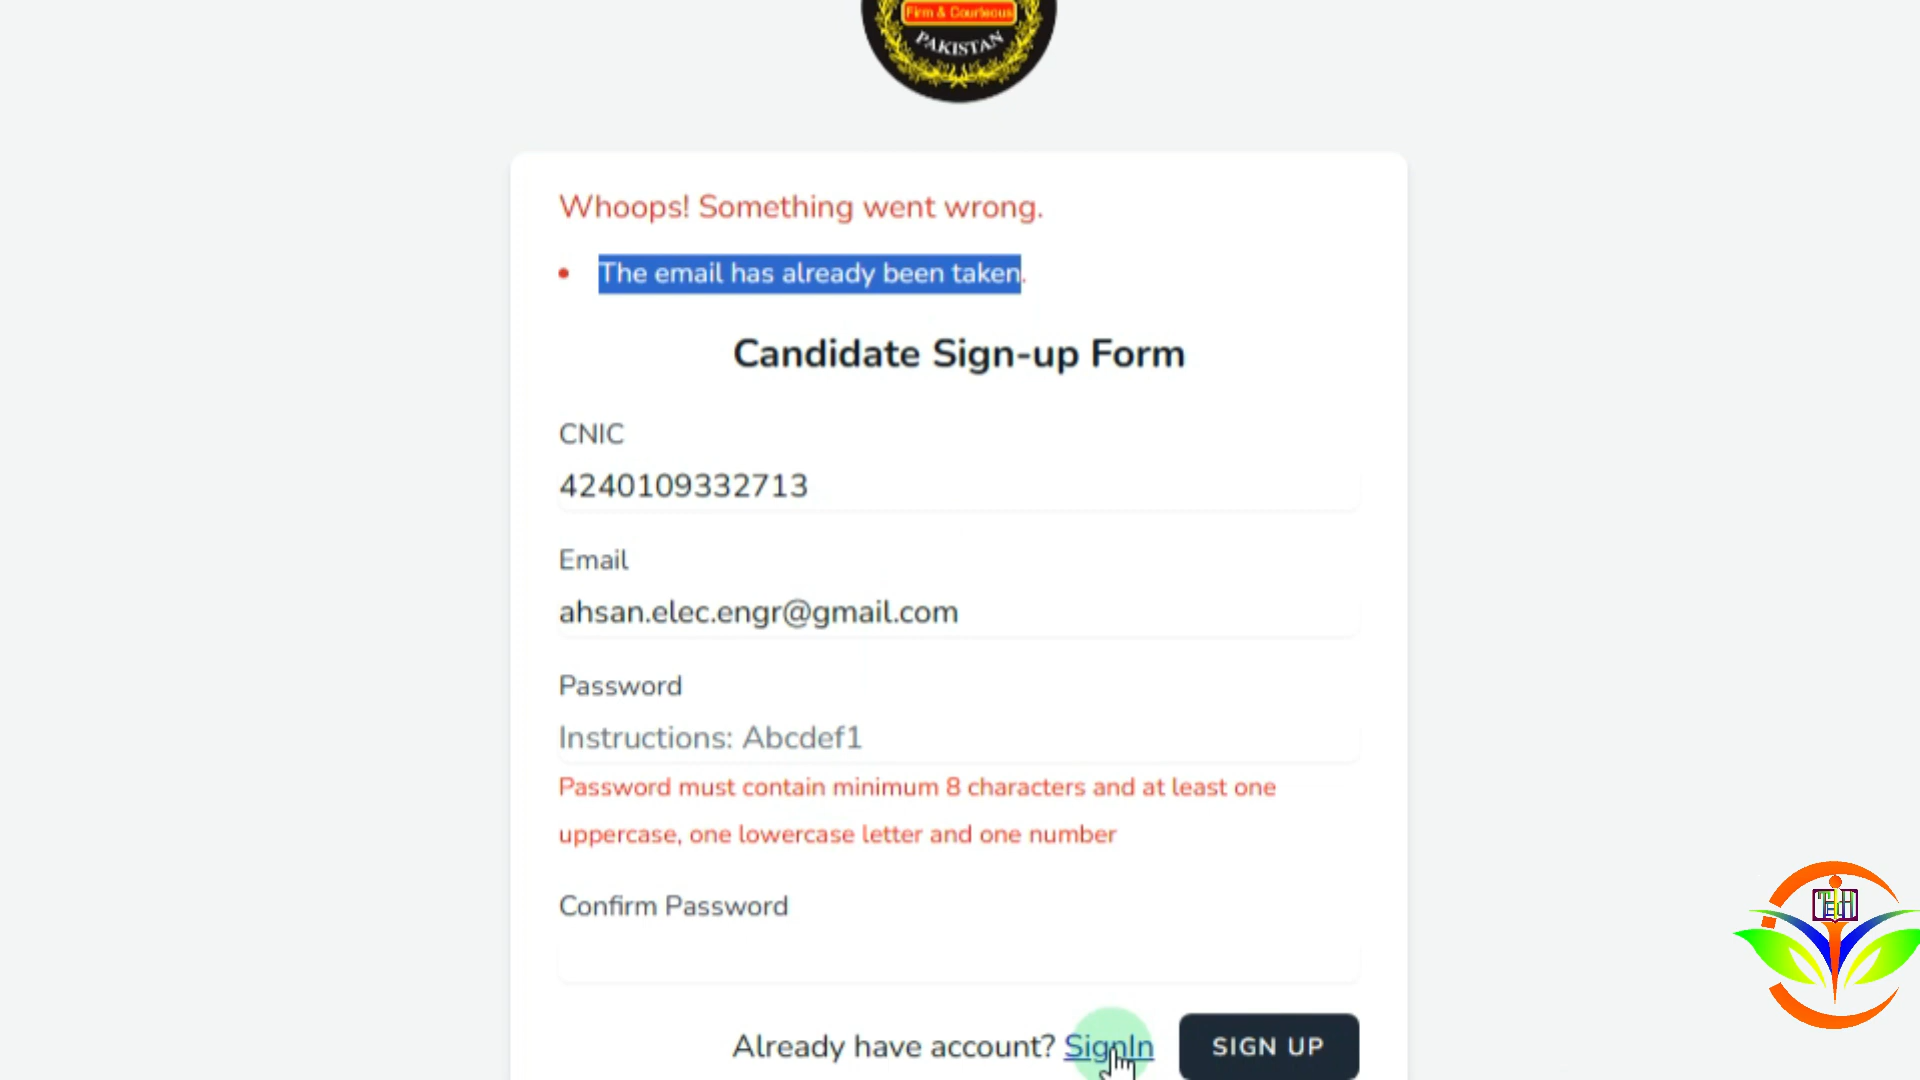 Firm & Courteous
PAKISTAN
Whoops! Something went wrong.
The email has already been taken.
Candidate Sign-up Form
CNIC
4240109332713
Email
ahsan.elec.engr@gmail.com
Password
Instructions: Abcdef1
Password must contain minimum 8 characters and at least one
uppercase, one lowercase letter and one number
Confirm Password
Already have account? SignIn
SIGN UP